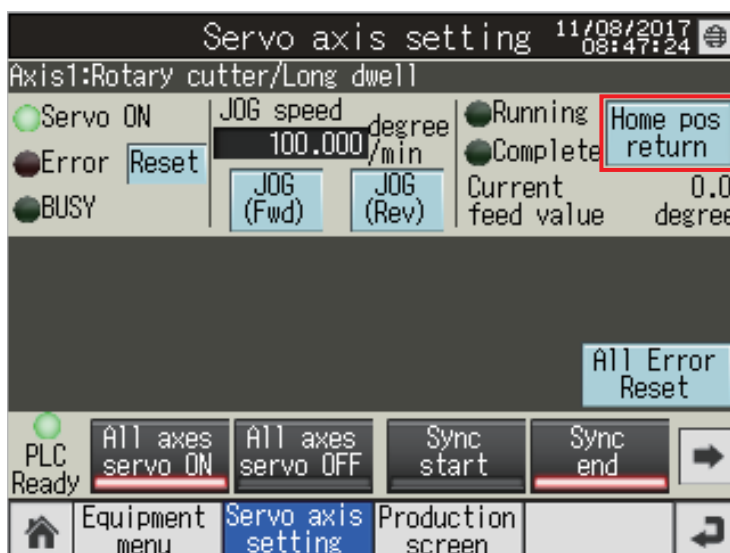 Servo axis setting
11/08/2017
08:47:24
Axis1:Rotary cutter/Long dwell
Servo ON
Error
Reset
BUSY
JOG speed
100.000
degree
/min
JOG
(Fwd)
JOG
(Rev)
Running
Complete
Home pos
return
Current
feed value
0.0
degree
All Error
Reset
PLC
Ready
All axes
servo ON
All axes
servo OFF
Sync
start
Sync
end
Equipment
menu
Servo axis
setting
Production
screen